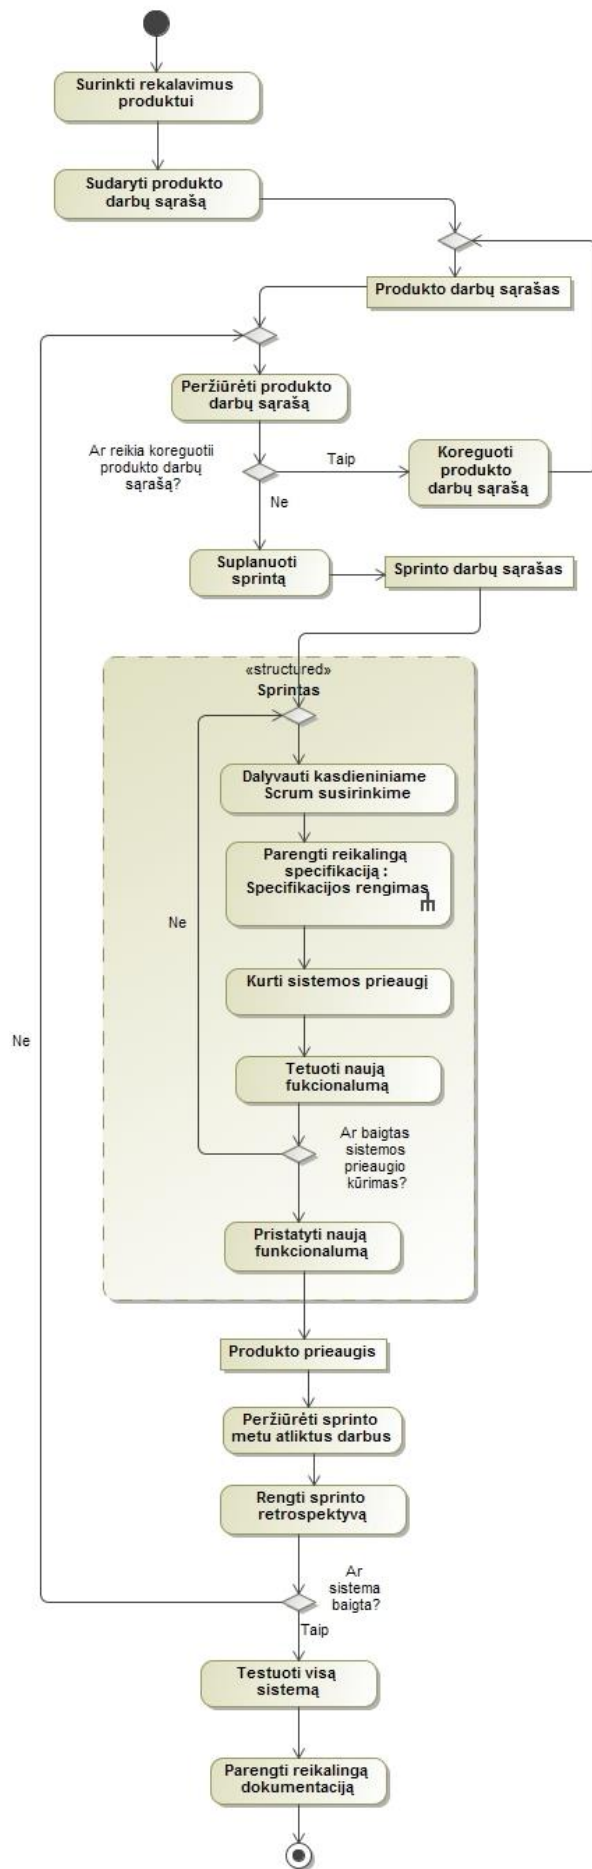 Surinkti rekalavimus
produktui
Sudaryti produkto
darbų sąrašą
Produkto darbų sąrašas
Peržiūrėti produkto
darbų sąrašą
Ar reikia koreguotii
produkto darbų
sąrašą?
Taip
Koreguoti
produkto
darbų sąrašą
Ne
Suplanuoti
sprintą
Sprinto darbų sąrašas
«structured»
Sprintas
Dalyvauti kasdieniniame
Scrum susirinkime
Parengti reikalingą
specifikaciją :
Specifikacijos rengimas
Ne
Kurti sistemos prieaugį
Ne
Tetuoti naują
fukcionalumą
Ar baigtas
sistemos
prieaugio
kūrimas?
Pristatyti naują
funkcionalumą
Produkto prieaugis
Peržiūrėti sprinto
metu atliktus darbus
Rengti sprinto
retrospektyvą
Ar
sistema
baigta?
Taip
Testuoti visą
sistemą
Parengti reikalingą
dokumentaciją